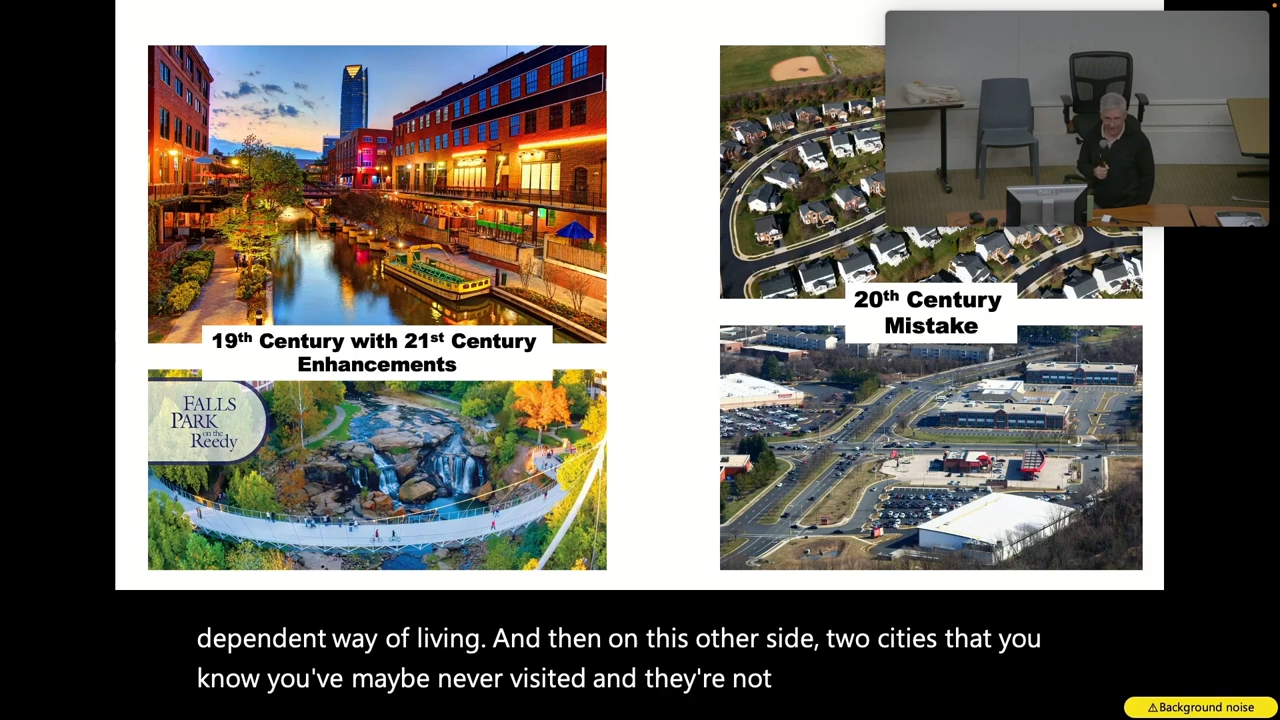 19th Century with 21st Century
Enhancements
FALLS
PARK
on the
Reedy
20th Century
Mistake
dependent way of living. And then on this other side, two cities that you
know you've maybe never visited and they're not
⚠Background noise